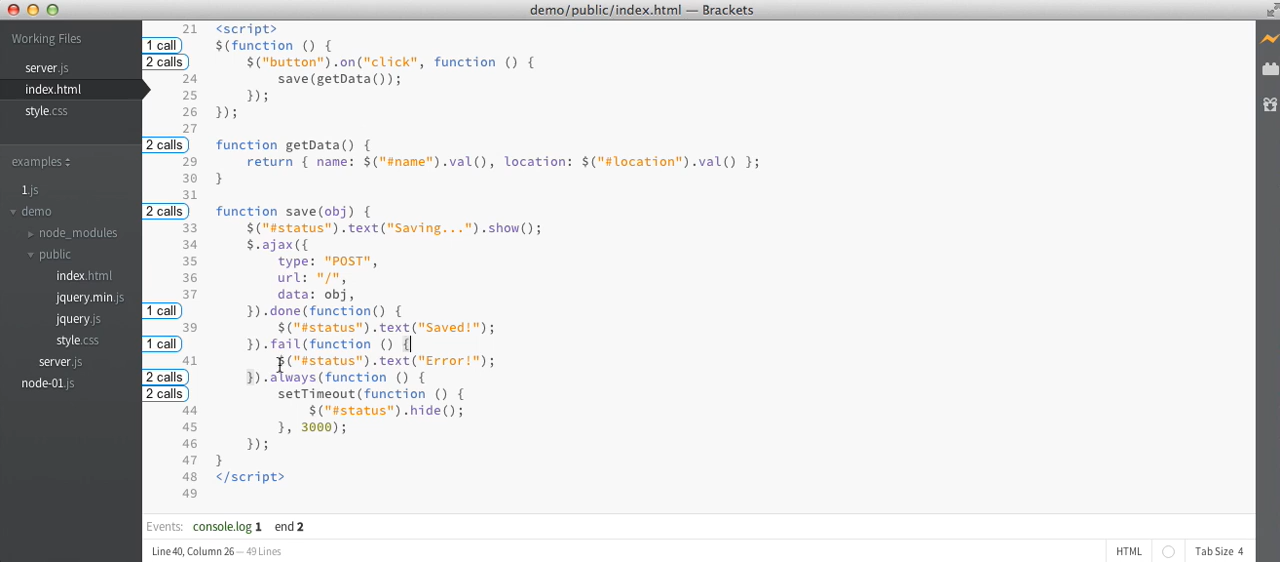 demo/public/index.html — Brackets
Working Files
server.js
index.html
style.css
examples
1.js
demo
node_modules
public
index.html
jquery.min.js
jquery.js
style.css
server.js
node-01.js
21 <script>
1 call $(function () {
2 calls $("button").on("click", function () {
24 save(getData());
25 });
26 });
27
2 calls function getData() {
29 return { name: $("#name").val(), location: $("#location").val() };
30 }
31
2 calls function save(obj) {
33 $("#status").text("Saving...").show();
34 $.ajax({
35 type: "POST",
36 url: "/",
37 data: obj,
1 call }).done(function() {
39 $("#status").text("Saved!");
1 call }).fail(function () {
41 $("#status").text("Error!");
2 calls }).always(function () {
2 calls setTimeout(function () {
44 $("#status").hide();
45 }, 3000);
46 });
47 }
48 </script>
49
Events: console.log 1 end 2
Line 40, Column 26 — 49 Lines HTML Tab Size 4